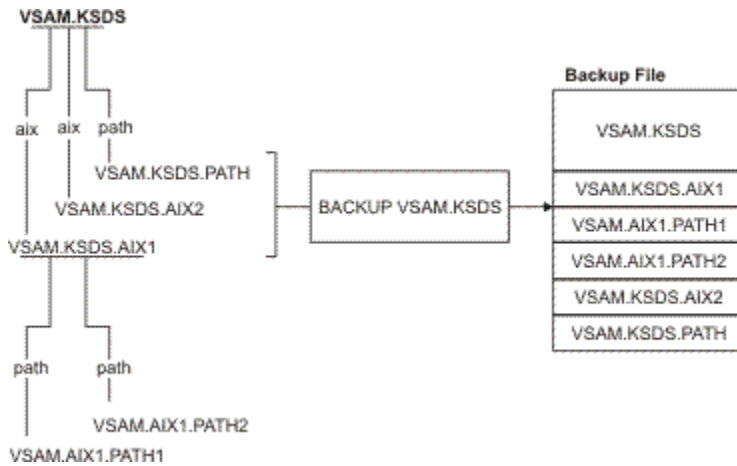 VSAM.KSDS
aix
aix
path
VSAM.KSDS.PATH
VSAM.KSDS.AIX2
VSAM.KSDS.AIX1
path
path
VSAM.AIX1.PATH2
VSAM.AIX1.PATH1
BACKUP VSAM.KSDS
Backup File
VSAM.KSDS
VSAM.KSDS.AIX1
VSAM.AIX1.PATH1
VSAM.AIX1.PATH2
VSAM.KSDS.AIX2
VSAM.KSDS.PATH